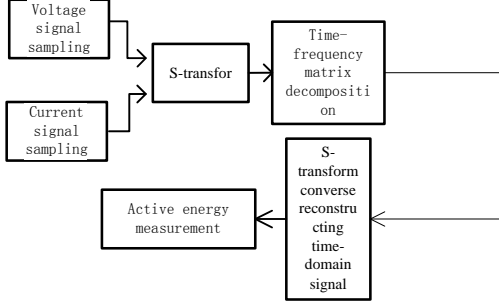 Voltage
signal
sampling
Current
signal
sampling
S-transfor
Time-
frequency
matrix
decompositi
on
S-
transform
converse
reconstru
cting
time-
domain
signal
Active energy
measurement